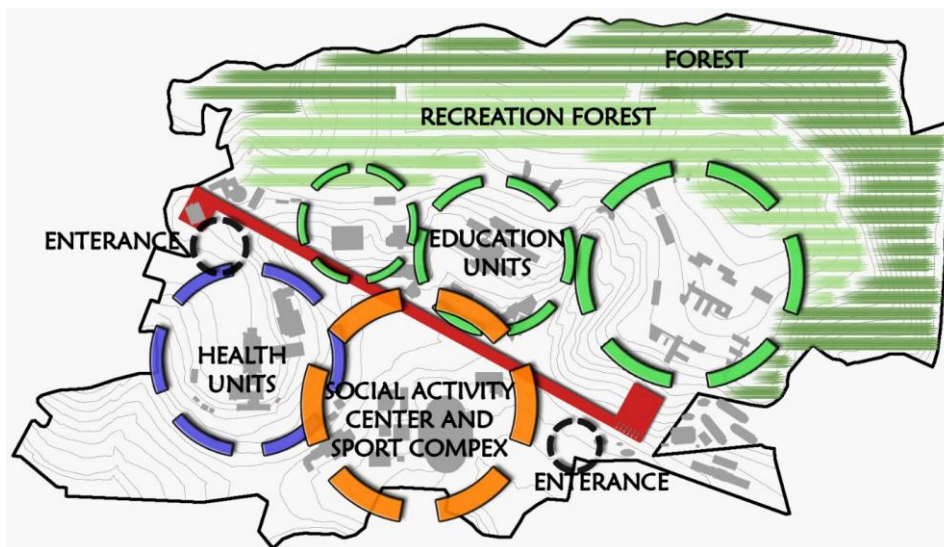 FOREST
RECREATION FOREST
ENTERANCE
EDUCATION
UNITS
HEALTH
UNITS
SOCIAL ACTIVITY
CENTER AND
SPORT COMPEX
ENTERANCE